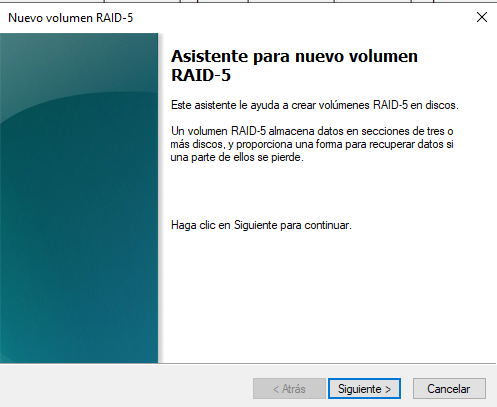 Nuevo volumen RAID-5
Asistente para nuevo volumen
RAID-5
Este asistente le ayuda a crear volúmenes RAID-5 en discos.
Un volumen RAID-5 almacena datos en secciones de tres o
más discos, y proporciona una forma para recuperar datos si
una parte de ellos se pierde.
Haga clic en Siguiente para continuar.
< Atrás
Siguiente >
Cancelar